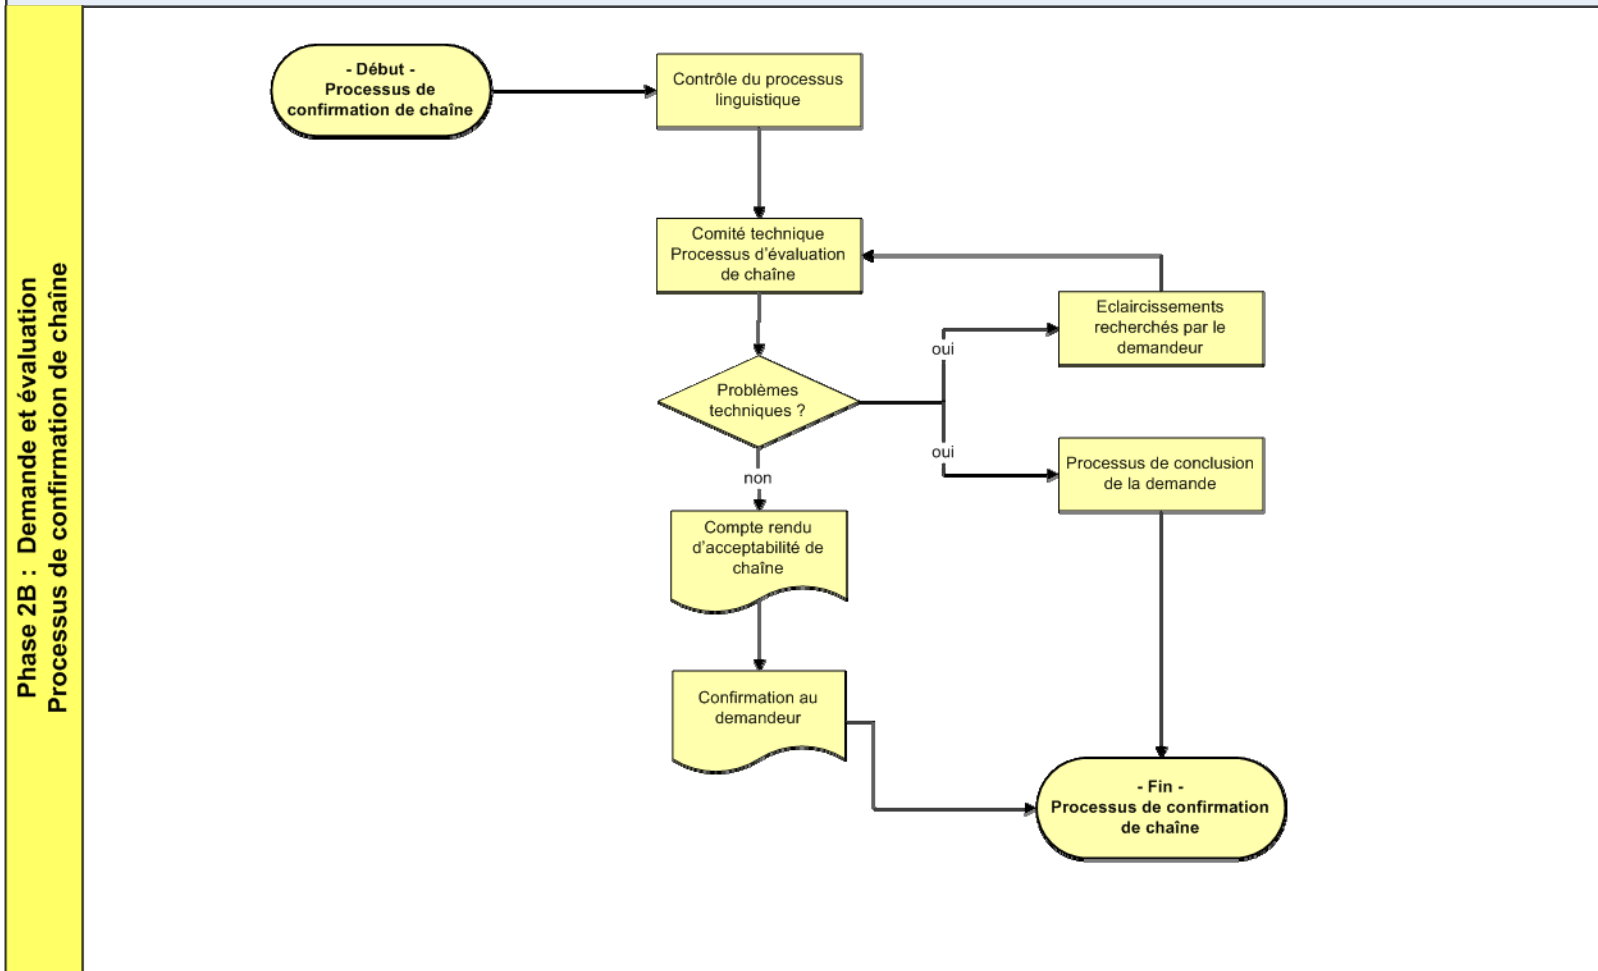 Phase 2B : Demande et évaluation
Processus de confirmation de chaîne
- Début -
Processus de
confirmation de chaîne
Contrôle du processus
linguistique
Comité technique
Processus d'évaluation
de chaîne
Eclaircissements
recherchés par le
demandeur
oui
Problèmes
techniques ?
oui
Processus de conclusion
de la demande
non
Compte rendu
d'acceptabilité de
chaîne
Confirmation au
demandeur
- Fin -
Processus de confirmation
de chaîne